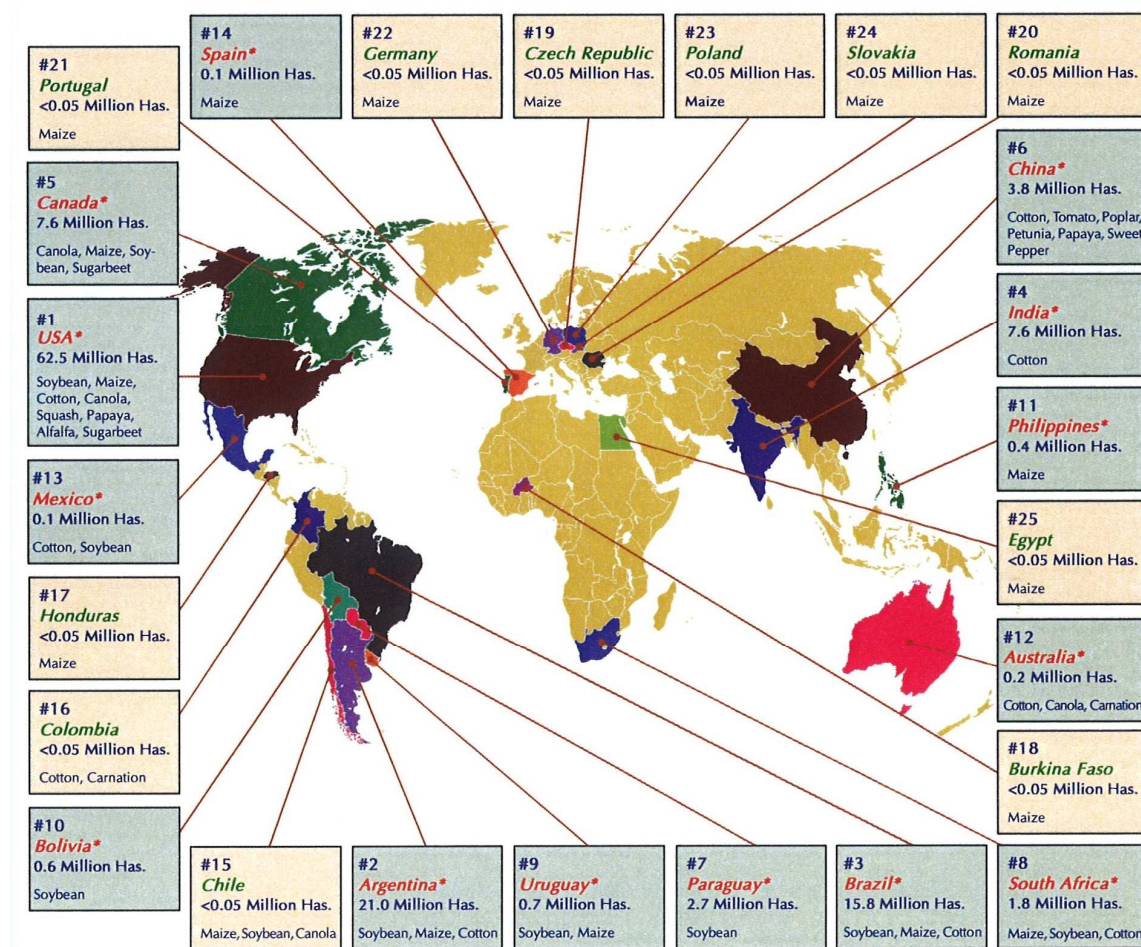 #14
Spain*
0.1 Million Has.
Maize
#22
Germany
<0.05 Million Has.
Maize
#19
Czech Republic
<0.05 Million Has.
Maize
#23
Poland
<0.05 Million Has.
Maize
#24
Slovakia
<0.05 Million Has.
Maize
#20
Romania
<0.05 Million Has.
Maize
#21
Portugal
<0.05 Million Has.
Maize
#5
Canada*
7.6 Million Has.
Canola, Maize, Soy-
bean, Sugarbeet
#1
USA*
62.5 Million Has.
Soybean, Maize,
Cotton, Canola,
Squash, Papaya,
Alfalfa, Sugarbeet
#13
Mexico*
0.1 Million Has.
Cotton, Soybean
#17
Honduras
<0.05 Million Has.
Maize
#16
Colombia
<0.05 Million Has.
Cotton, Carnation
#10
Bolivia*
0.6 Million Has.
Soybean
#6
China*
3.8 Million Has.
Cotton, Tomato, Poplar,
Petunia, Papaya, Sweet
Pepper
#4
India*
7.6 Million Has.
Cotton
#11
Philippines*
0.4 Million Has.
Maize
#25
Egypt
<0.05 Million Has.
Maize
#12
Australia*
0.2 Million Has.
Cotton, Canola, Carnation
#18
Burkina Faso
<0.05 Million Has.
Maize
#15
Chile
<0.05 Million Has.
Maize, Soybean, Canola
#2
Argentina*
21.0 Million Has.
Soybean, Maize, Cotton
#9
Uruguay*
0.7 Million Has.
Soybean, Maize
#7
Paraguay*
2.7 Million Has.
Soybean
#3
Brazil*
15.8 Million Has.
Soybean, Maize, Cotton
#8
South Africa*
1.8 Million Has.
Maize, Soybean, Cotton